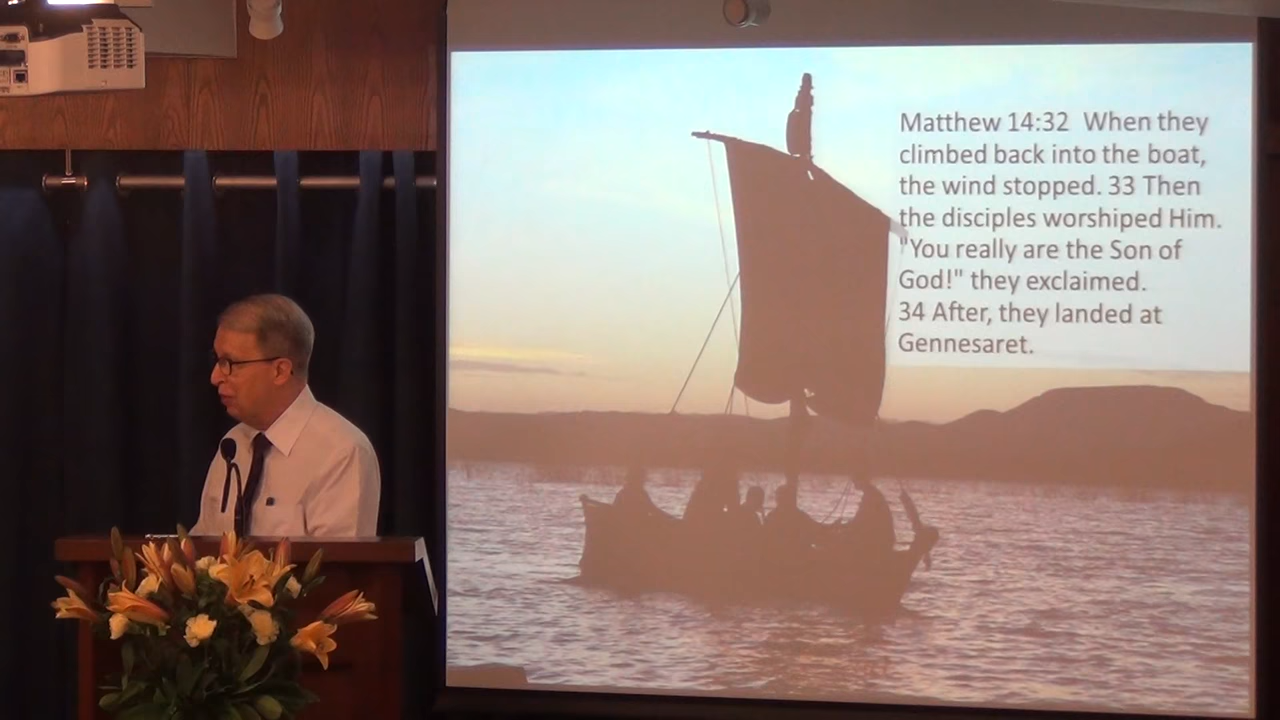 Matthew 14:32 When they
climbed back into the boat,
the wind stopped. 33 Then
the disciples worshiped Him.
"You really are the Son of
God!" they exclaimed.
34 After, they landed at
Gennesaret.